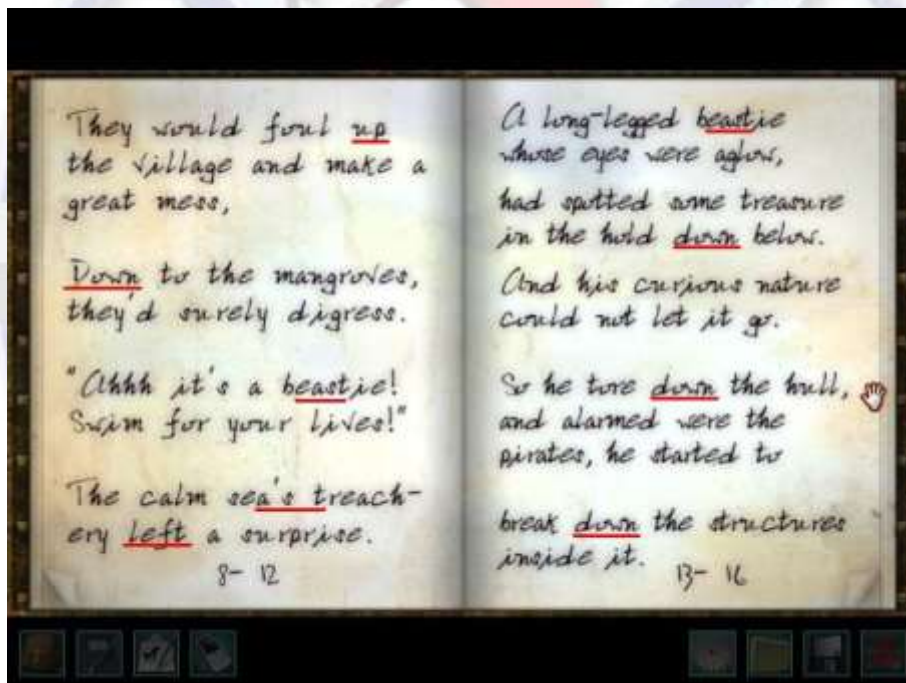 They would foul up
the village and make a
great mess,
Down to the mangroves,
they'd surely digress.
"Ahhh it's a beastie!
Swim for your lives!"
The calm sea's treach-
ery left a surprise.
8- 12
A long-legged beastie
whose eyes were aglow,
had spotted some treasure
in the hold down below.
And his curious nature
could not let it go.
So he tore down the hull,
and alarmed were the
pirates, he started to
break down the structures
inside it.
13- 16